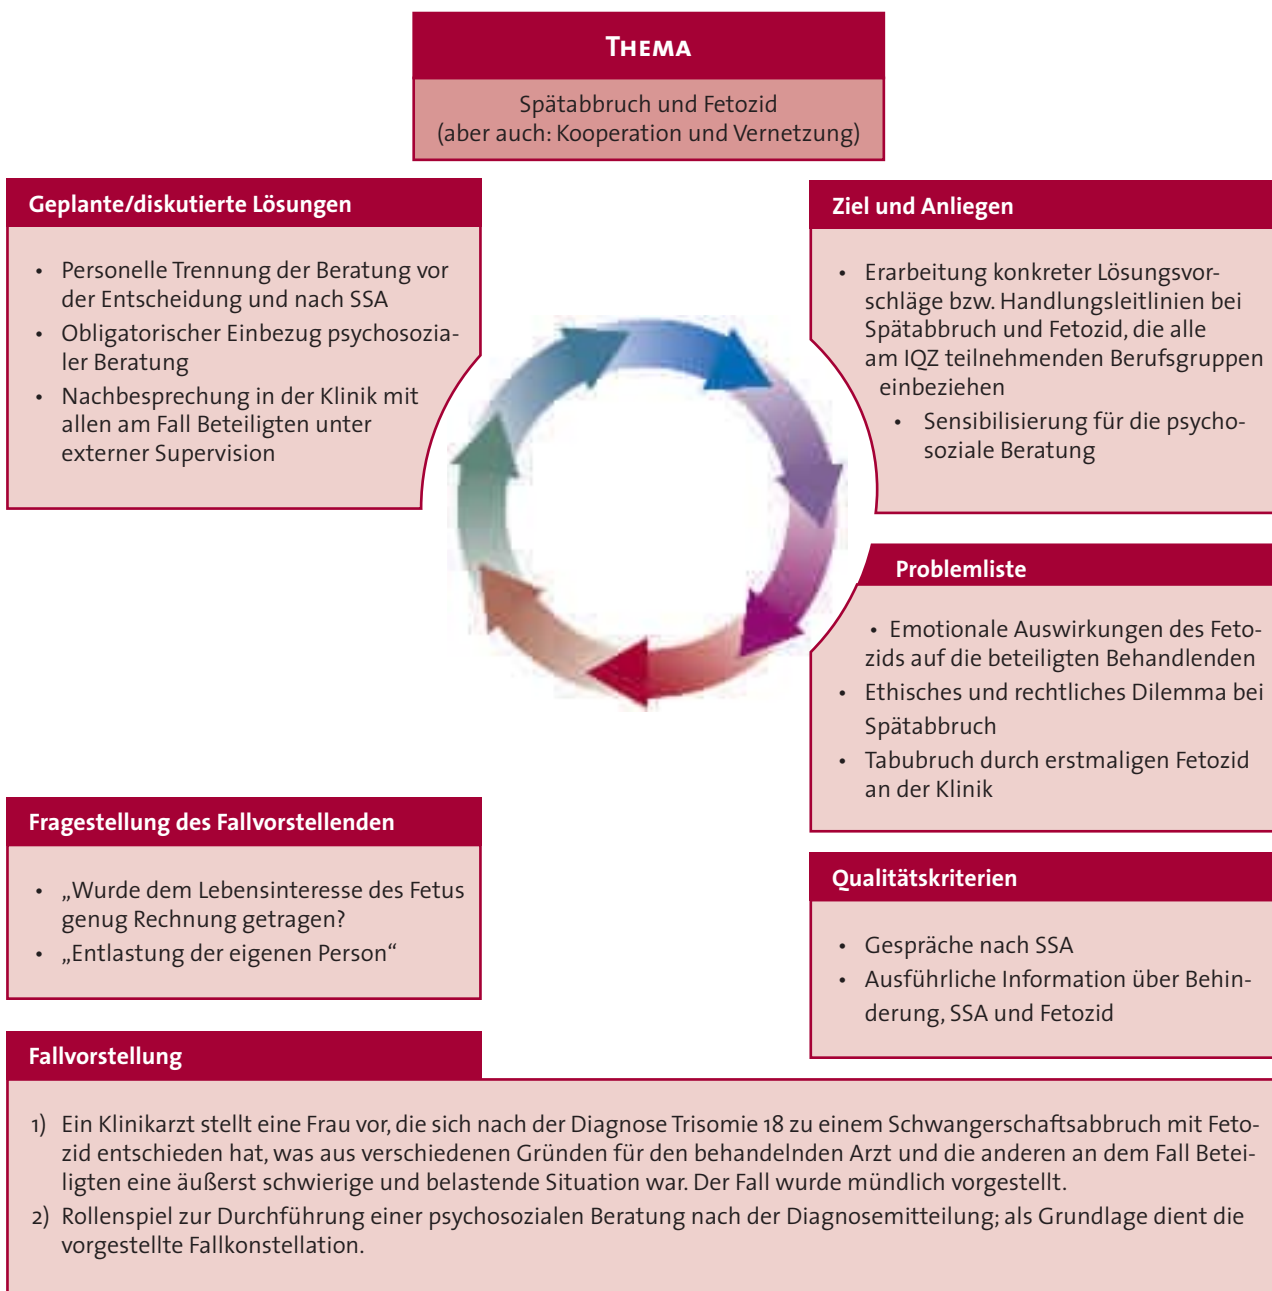 THEMA
Spätabbruch und Fetozid
(aber auch: Kooperation und Vernetzung)
Geplante/diskutierte Lösungen
• Personelle Trennung der Beratung vor
der Entscheidung und nach SSA
• Obligatorischer Einbezug psychosozia-
ler Beratung
• Nachbesprechung in der Klinik mit
allen am Fall Beteiligten unter
externer Supervision
Ziel und Anliegen
• Erarbeitung konkreter Lösungsvor-
schläge bzw. Handlungsleitlinien bei
Spätabbruch und Fetozid, die alle
am IQZ teilnehmenden Berufsgruppen
einbeziehen
• Sensibilisierung für die psycho-
soziale Beratung
Problemliste
• Emotionale Auswirkungen des Feto-
zids auf die beteiligten Behandlenden
• Ethisches und rechtliches Dilemma bei
Spätabbruch
• Tabubruch durch erstmaligen Fetozid
an der Klinik
Fragestellung des Fallvorstellenden
• „Wurde dem Lebensinteresse des Fetus
genug Rechnung getragen?
• „Entlastung der eigenen Person“
Qualitätskriterien
• Gespräche nach SSA
• Ausführliche Information über Behin-
derung, SSA und Fetozid
Fallvorstellung
1) Ein Klinikarzt stellt eine Frau vor, die sich nach der Diagnose Trisomie 18 zu einem Schwangerschaftsabbruch mit Feto-
zid entschieden hat, was aus verschiedenen Gründen für den behandelnden Arzt und die anderen an dem Fall Betei-
ligten eine äußerst schwierige und belastende Situation war. Der Fall wurde mündlich vorgestellt.
2) Rollenspiel zur Durchführung einer psychosozialen Beratung nach der Diagnosemitteilung; als Grundlage dient die
vorgestellte Fallkonstellation.